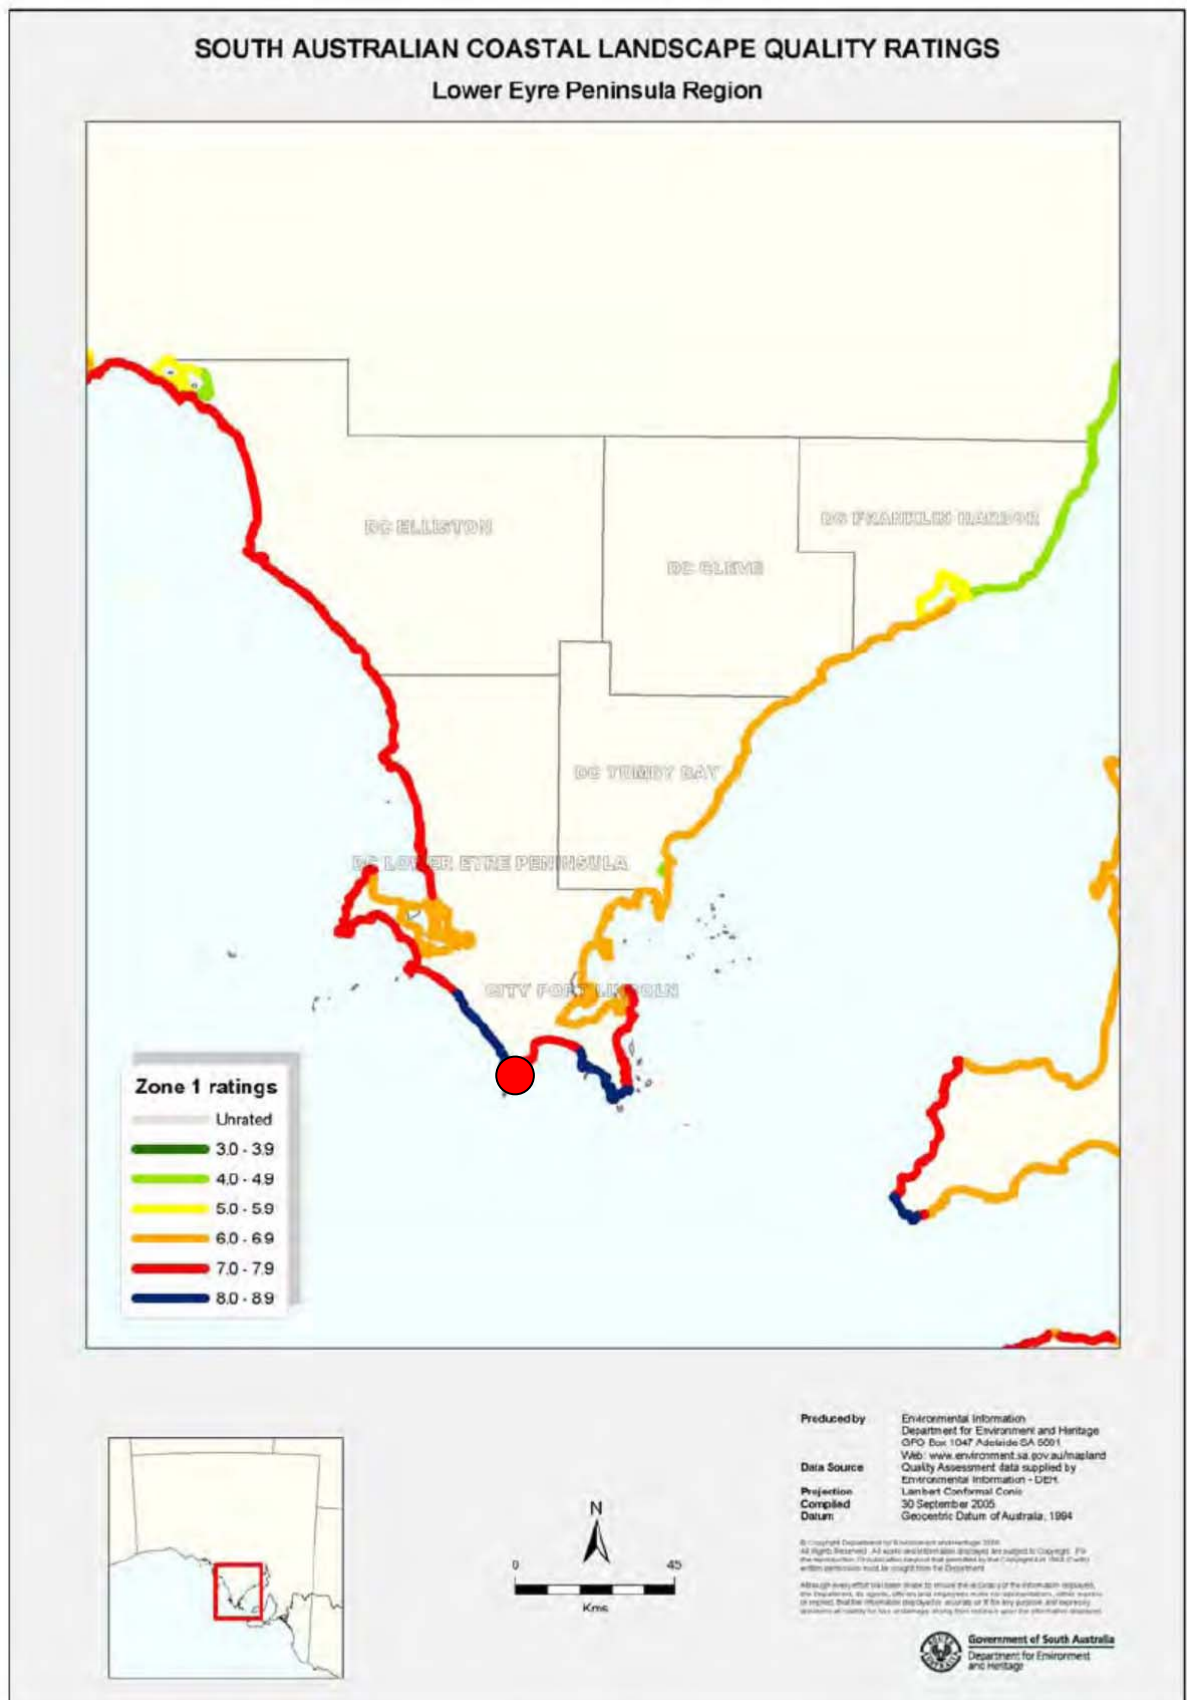 SOUTH AUSTRALIAN COASTAL LANDSCAPE QUALITY RATINGS
Lower Eyre Peninsula Region
DC ELLISTON
DC FRANKLIN HARBOR
DC CLEVE
DC TUMBY BAY
DC LOWER EYRE PENINSULA
CITY PORT LINCOLN
Zone 1 ratings
Unrated
3.0 - 3.9
4.0 - 4.9
5.0 - 5.9
6.0 - 6.9
7.0 - 7.9
8.0 - 8.9
N
0 45
Kms
Produced by Environmental Information
Department for Environment and Heritage
GPO Box 1047 Adelaide SA 5001
Web: www.environment.sa.gov.au/mapland
Data Source Quality Assessment data supplied by
Environmental Information - DEH.
Projection Lambert Conformal Conic
Compiled 30 September 2005
Datum Geocentric Datum of Australia, 1994
Government of South Australia
Department for Environment
and Heritage